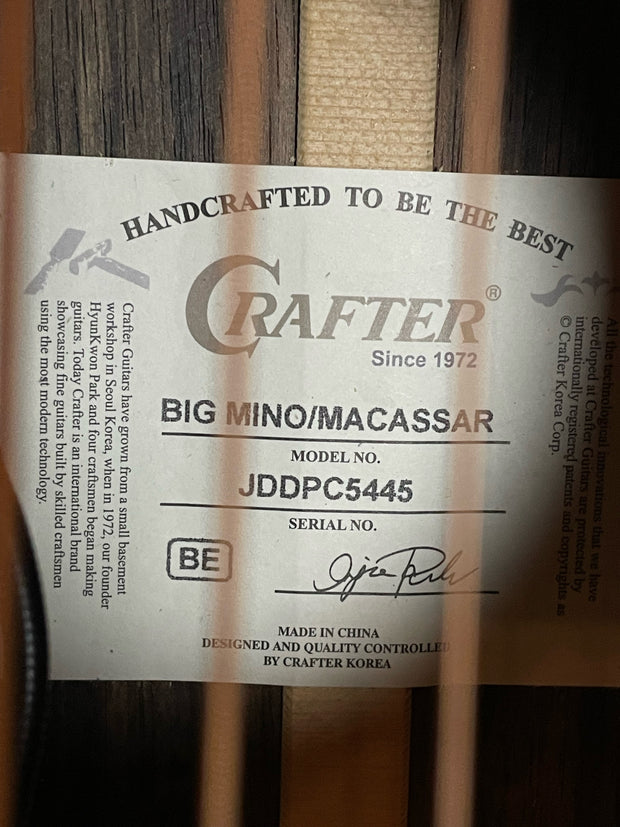 HANDCRAFTED TO BE THE BEST
CRAFTER®
Since 1972
BIG MINO/MACASSAR
MODEL NO.
JDDPC5445
SERIAL NO.
BE
MADE IN CHINA
DESIGNED AND QUALITY CONTROLLED
BY CRAFTER KOREA
Crafter Guitars have grown from a small basement
workshop in Seoul Korea, when in 1972, our founder
HyunKwon Park and four craftsmen began making
guitars. Today Crafter is an international brand
showcasing fine guitars built by skilled craftsmen
using the most modern technology.
All the technological innovations that we have
developed at Crafter Guitars are protected by
internationally registered patents and copyrights as
© Crafter Korea Corp.